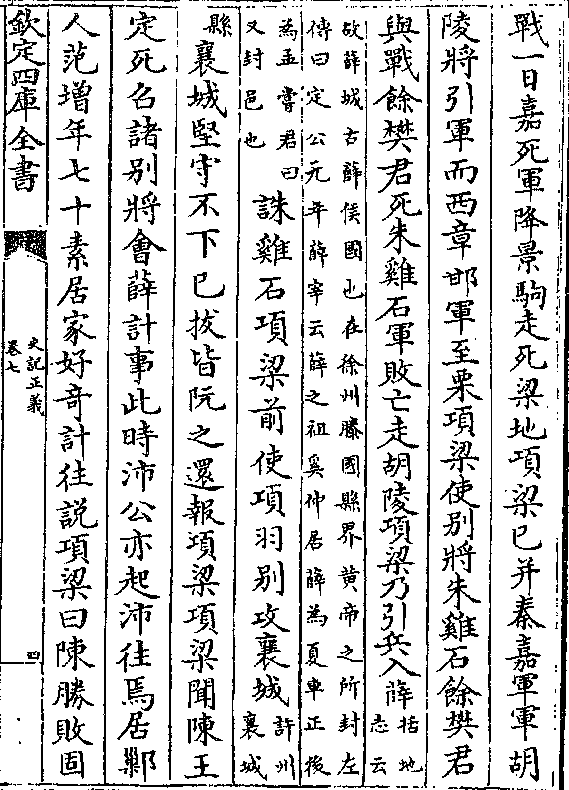 戰一日嘉死軍降景駒走死梁地項梁已并秦嘉軍軍胡
陵將引軍而西章邯軍至栗項梁使别將朱雞石餘樊君
與戰餘樊君死朱雞石軍敗亡走胡陵項梁乃引兵入薛
括地
志云
故薛城古薛侯國也在徐州滕國縣界黄帝之所封左
傳曰定公元年薛宰云薛之祖奚仲居薛為夏車正後
為孟嘗君曰
又封邑也
誅雞石項梁前使項羽别攻襄城
許州
襄城
縣
襄城堅守不下已拔皆阬之還報項梁項梁聞陳王
定死召諸别將會薛計事此時沛公亦起沛往焉居鄛
人范增年七十素居家好奇計往説項梁曰陳勝敗固
欽定四庫全書
史記正義
卷七
四